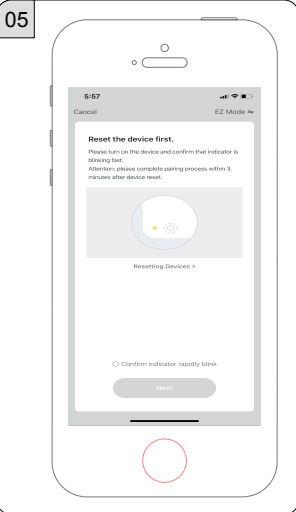 05
5:57
Cancel EZ Mode ⇋
Reset the device first.
Please turn on the device and confirm that indicator is
blinking fast.
Attention: please complete pairing process within 3
minutes after device reset.
Resetting Devices >
Confirm indicator rapidly blink
Next